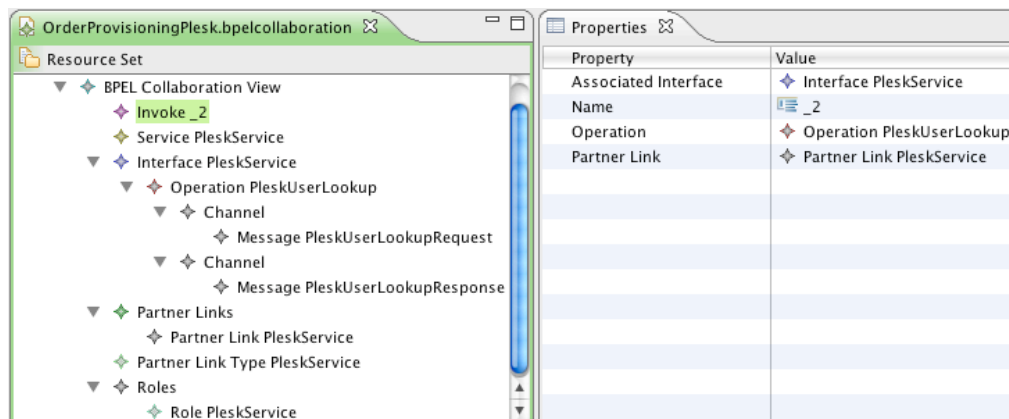 OrderProvisioningPlesk.bpelcollaboration
Resource Set
BPEL Collaboration View
Invoke _2
Service PleskService
Interface PleskService
Operation PleskUserLookup
Channel
Message PleskUserLookupRequest
Channel
Message PleskUserLookupResponse
Partner Links
Partner Link PleskService
Partner Link Type PleskService
Roles
Role PleskService
Properties
Property Value
Associated Interface Interface PleskService
Name _2
Operation Operation PleskUserLookup
Partner Link Partner Link PleskService